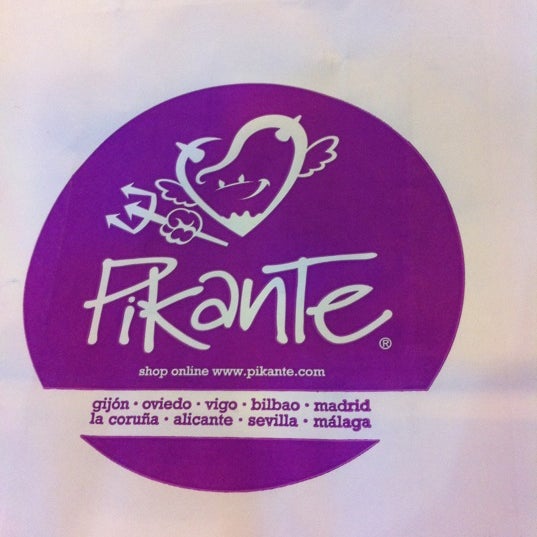 Pikante ®
shop online www.pikante.com
gijón · oviedo · vigo · bilbao · madrid
la coruña · alicante · sevilla · málaga